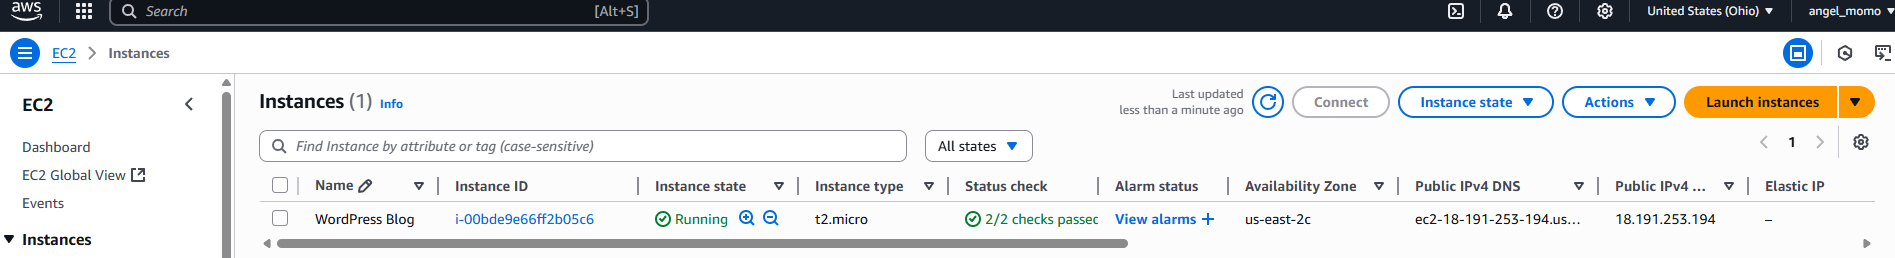 aws
Search [Alt+S]
United States (Ohio)
angel_momo
EC2 Instances
EC2
Dashboard
EC2 Global View
Events
Instances
Instances (1) Info
Last updated
less than a minute ago
Connect
Instance state
Actions
Launch instances
Find Instance by attribute or tag (case-sensitive)
All states
1
Name Instance ID Instance state Instance type Status check Alarm status Availability Zone Public IPv4 DNS Public IPv4 ... Elastic IP
WordPress Blog i-00bde9e66ff2b05c6 Running t2.micro 2/2 checks passec View alarms + us-east-2c ec2-18-191-253-194.us... 18.191.253.194 –